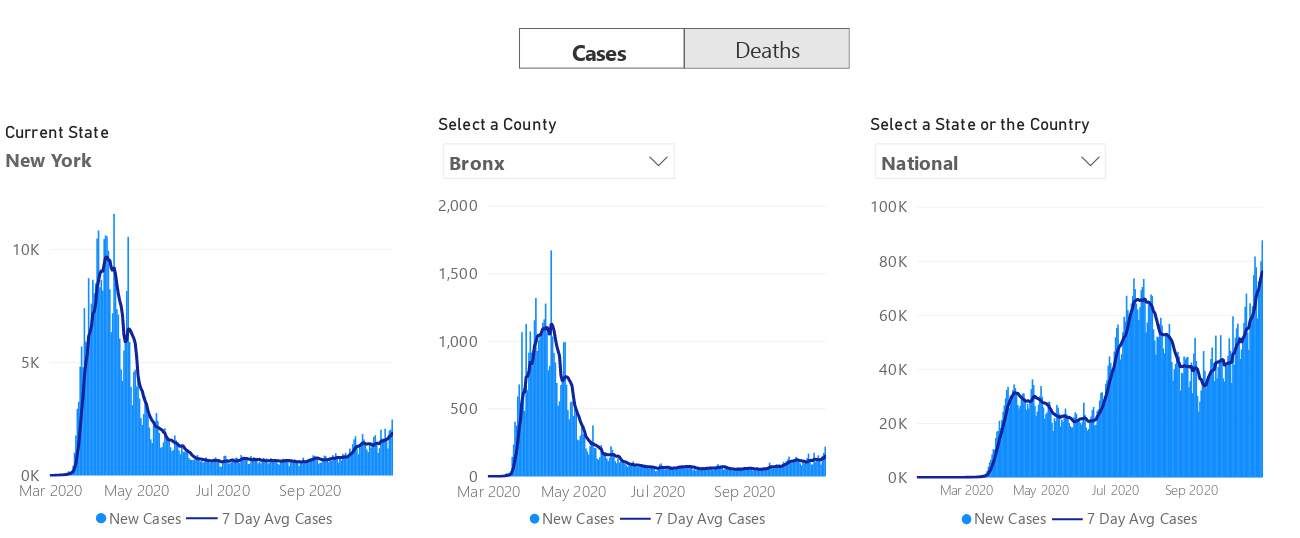 Cases
Deaths
Current State
New York
10K
5K
0K
Mar 2020 May 2020 Jul 2020 Sep 2020
New Cases 7 Day Avg Cases
Select a County
Bronx
2,000
1,500
1,000
500
0
Mar 2020 May 2020 Jul 2020 Sep 2020
New Cases 7 Day Avg Cases
Select a State or the Country
National
100K
80K
60K
40K
20K
0K
Mar 2020 May 2020 Jul 2020 Sep 2020
New Cases 7 Day Avg Cases